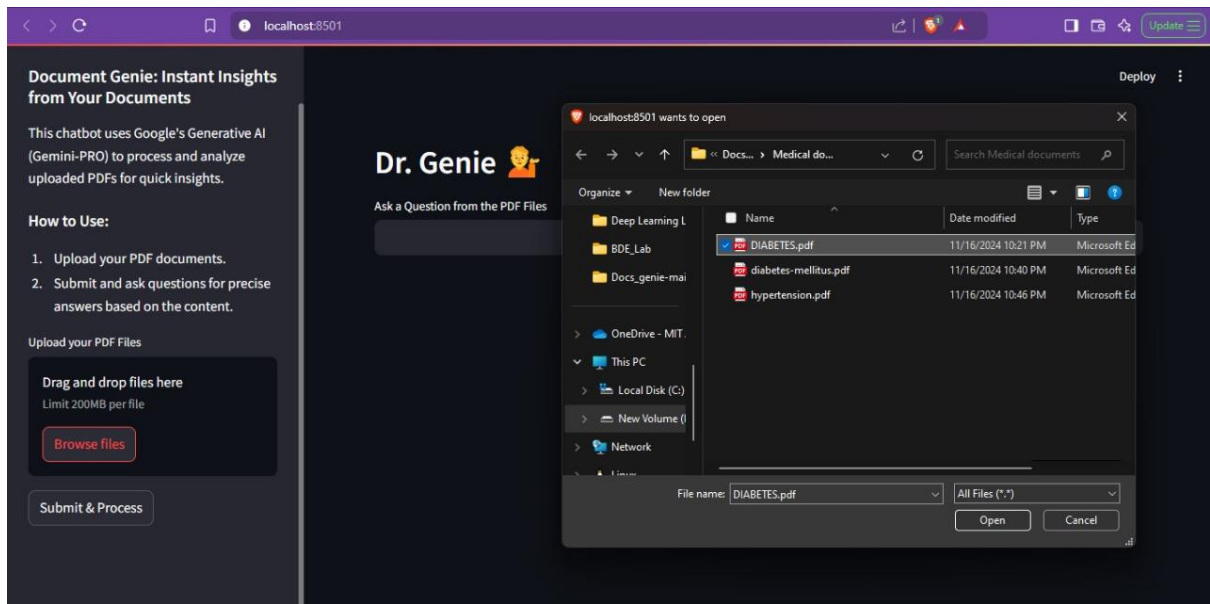 localhost:8501
1
Update
Document Genie: Instant Insights
from Your Documents
This chatbot uses Google's Generative AI
(Gemini-PRO) to process and analyze
uploaded PDFs for quick insights.
How to Use:
1. Upload your PDF documents.
2. Submit and ask questions for precise
answers based on the content.
Upload your PDF Files
Drag and drop files here
Limit 200MB per file
Browse files
Submit & Process
Deploy
Dr. Genie
Ask a Question from the PDF Files
localhost:8501 wants to open
« Docs... › Medical do...
Search Medical documents
Organize
New folder
Deep Learning L
BDE_Lab
Docs_genie-mai
OneDrive - MIT
This PC
Local Disk (C:)
New Volume (
Network
Name Date modified Type
DIABETES.pdf 11/16/2024 10:21 PM Microsoft Ed
diabetes-mellitus.pdf 11/16/2024 10:40 PM Microsoft Ed
hypertension.pdf 11/16/2024 10:46 PM Microsoft Ed
File name: DIABETES.pdf
All Files (*.*)
Open Cancel